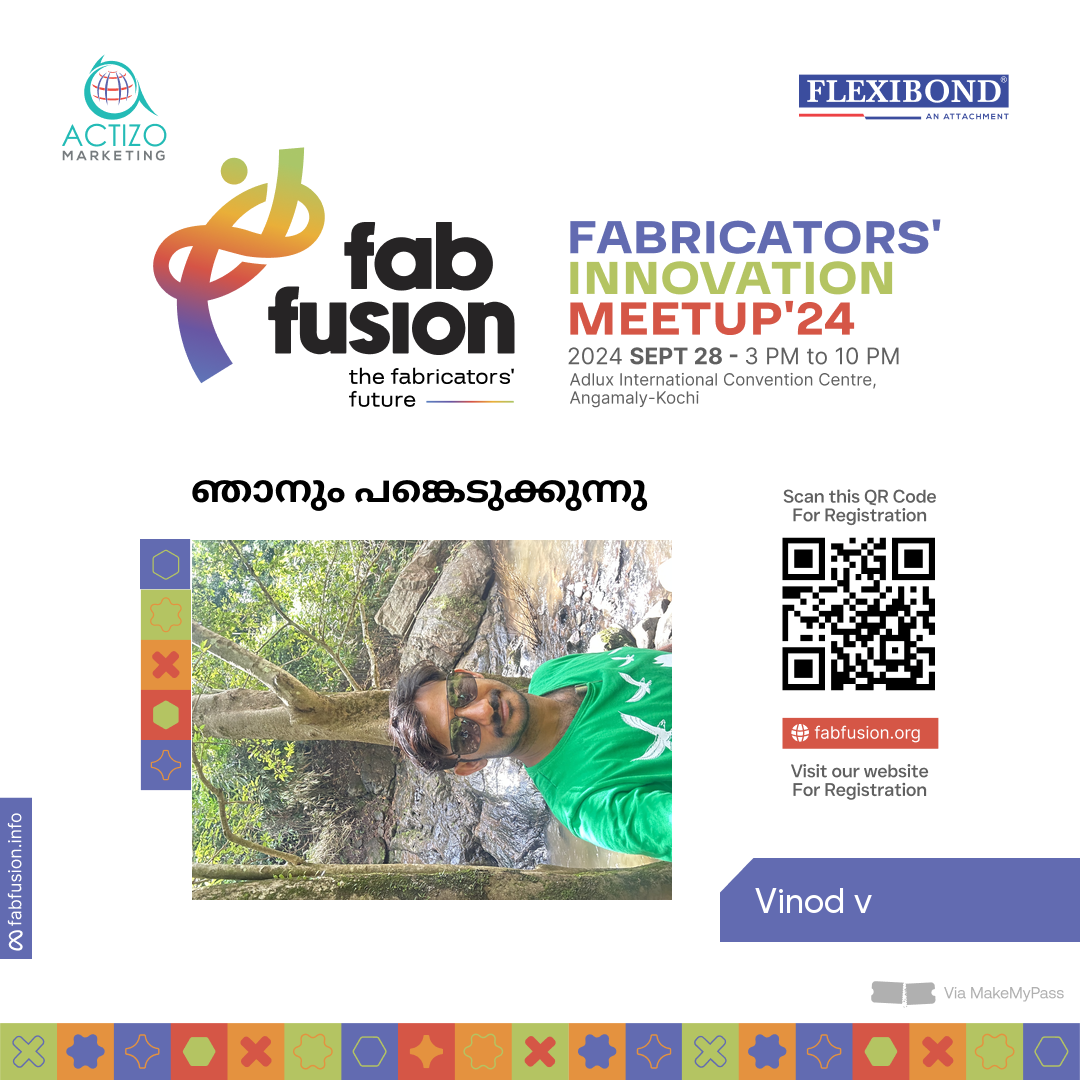 ACTIZO
MARKETING
FLEXIBOND®
AN ATTACHMENT
fab
fusion
the fabricators'
future
FABRICATORS'
INNOVATION
MEETUP'24
2024 SEPT 28 - 3 PM to 10 PM
Adlux International Convention Centre,
Angamaly-Kochi
ഞാനും പങ്കെടുക്കുന്നു
Scan this QR Code
For Registration
fabfusion.org
Visit our website
For Registration
fabfusion.info
Vinod v
Via MakeMyPass